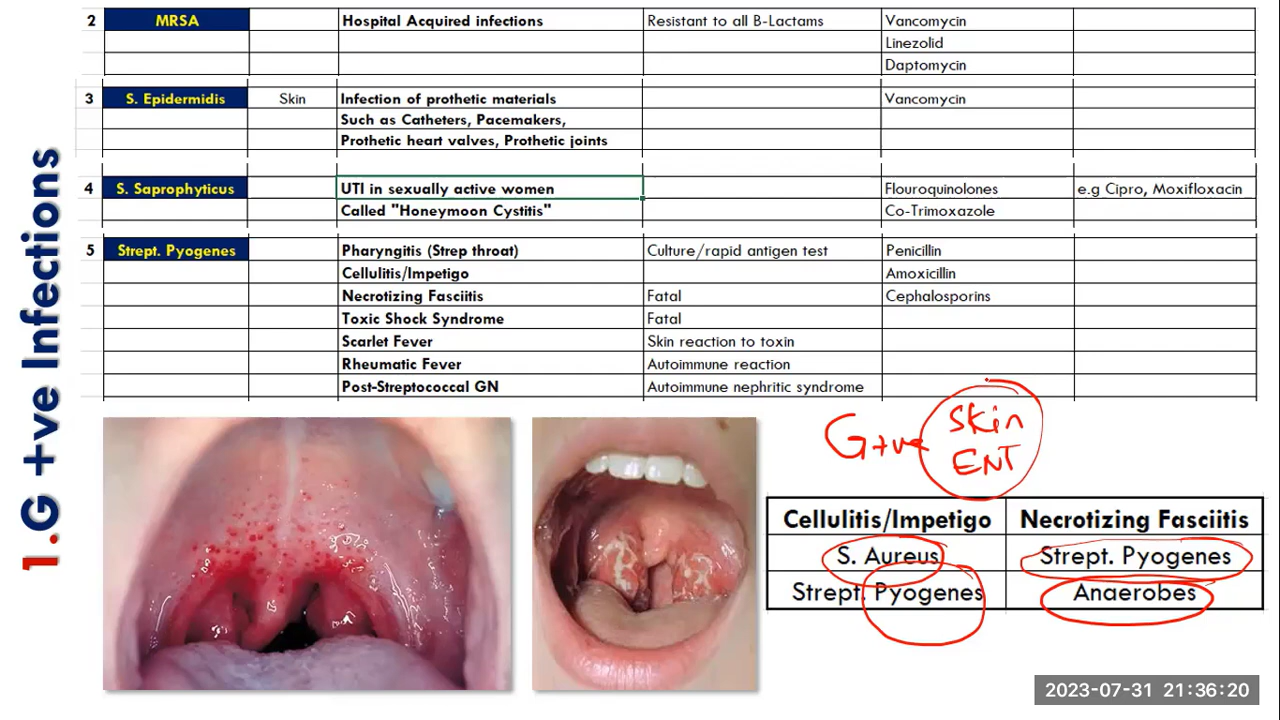 1.G +ve Infections
2 MRSA Hospital Acquired infections Resistant to all B-Lactams Vancomycin
Linezolid
Daptomycin
3 S. Epidermidis Skin Infection of prothetic materials Vancomycin
Such as Catheters, Pacemakers,
Prothetic heart valves, Prothetic joints
4 S. Saprophyticus UTI in sexually active women Flouroquinolones e.g Cipro, Moxifloxacin
Called "Honeymoon Cystitis" Co-Trimoxazole
5 Strept. Pyogenes Pharyngitis (Strep throat) Culture/rapid antigen test Penicillin
Cellulitis/Impetigo Amoxicillin
Necrotizing Fasciitis Fatal Cephalosporins
Toxic Shock Syndrome Fatal
Scarlet Fever Skin reaction to toxin
Rheumatic Fever Autoimmune reaction
Post-Streptococcal GN Autoimmune nephritic syndrome
G+ve Skin
ENT
Cellulitis/Impetigo Necrotizing Fasciitis
S. Aureus Strept. Pyogenes
Strept. Pyogenes Anaerobes
2023-07-31 21:36:20